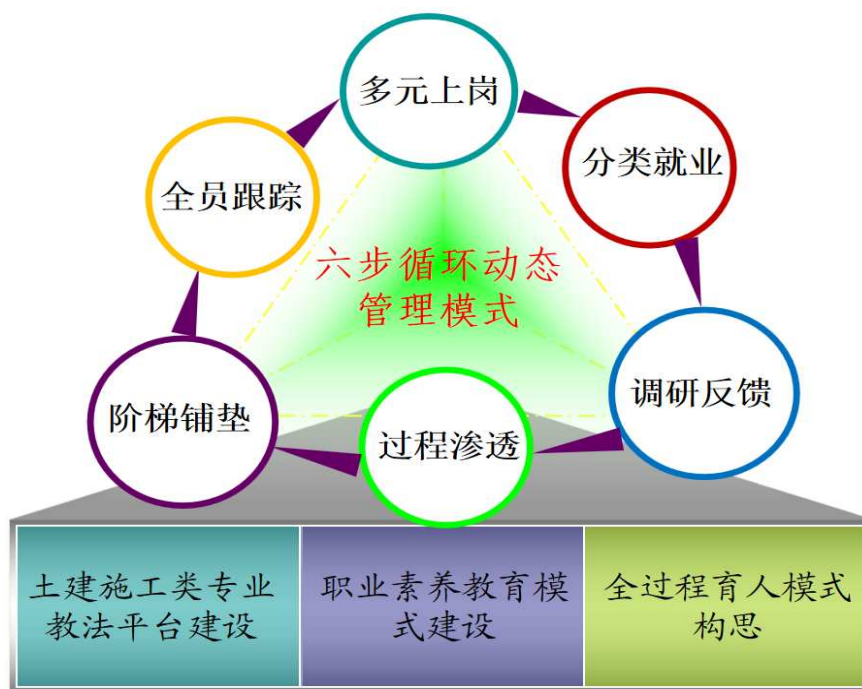 多元上岗
分类就业
全员跟踪
六步循环动态
管理模式
调研反馈
阶梯铺垫
过程渗透
土建施工类专业
教法平台建设
职业素养教育模
式建设
全过程育人模式
构思